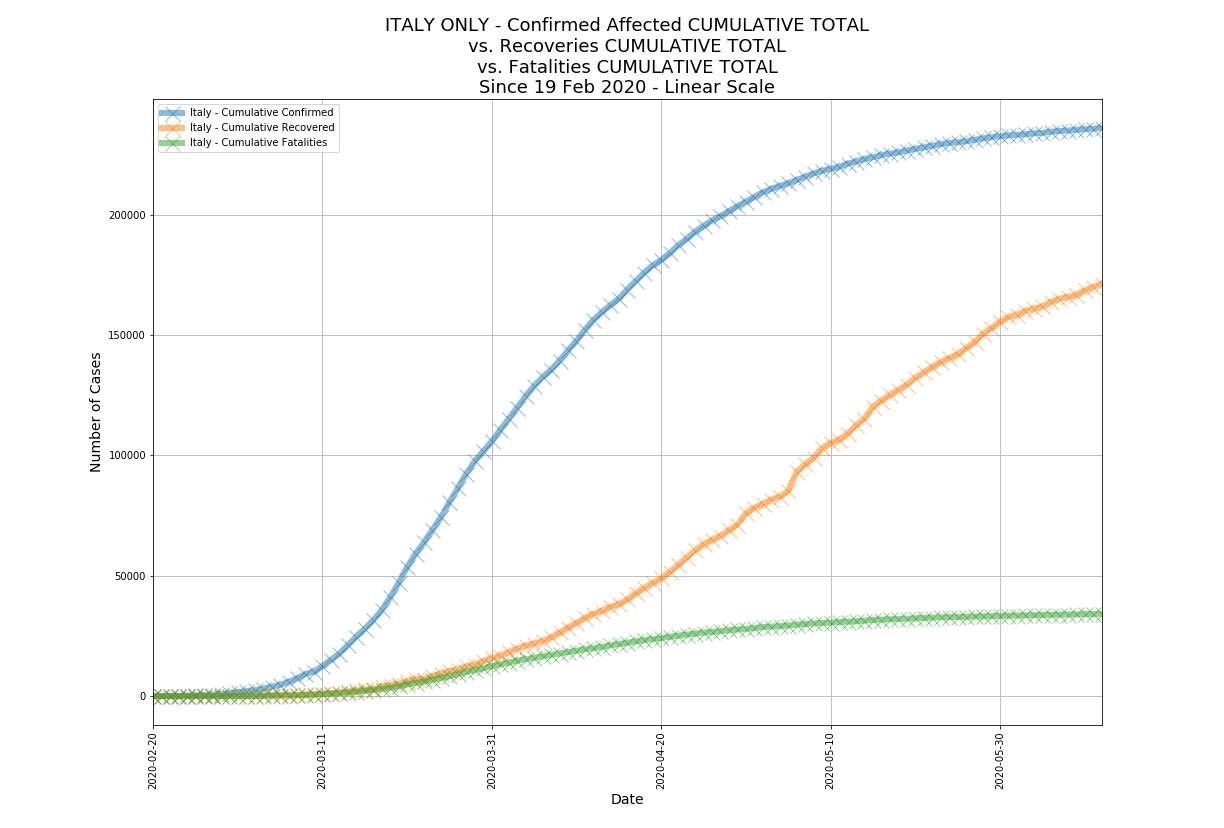 ITALY ONLY - Confirmed Affected CUMULATIVE TOTAL
vs. Recoveries CUMULATIVE TOTAL
vs. Fatalities CUMULATIVE TOTAL
Since 19 Feb 2020 - Linear Scale
Italy - Cumulative Confirmed
Italy - Cumulative Recovered
Italy - Cumulative Fatalities
Number of Cases
200000
150000
100000
50000
0
2020-02-20
2020-03-11
2020-03-31
2020-04-20
2020-05-10
2020-05-30
Date